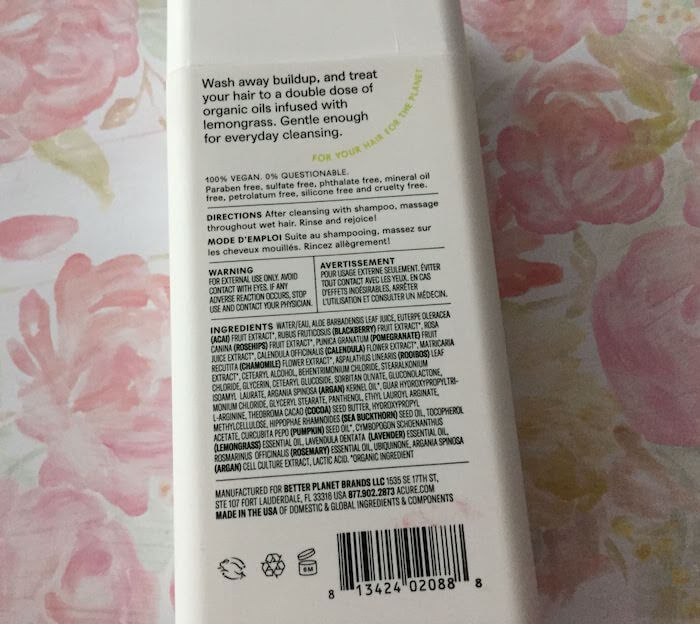 Wash away buildup, and treat
your hair to a double dose of
organic oils infused with
lemongrass. Gentle enough
for everyday cleansing.
FOR YOUR HAIR FOR THE PLANET
100% VEGAN. 0% QUESTIONABLE.
Paraben free, sulfate free, phthalate free, mineral oil
free, petrolatum free, silicone free and cruelty free.
DIRECTIONS After cleansing with shampoo, massage
throughout wet hair. Rinse and rejoice!
MODE D'EMPLOI Suite au shampooing, massez sur
les cheveux mouillés. Rincez allègrement!
WARNING
FOR EXTERNAL USE ONLY. AVOID
CONTACT WITH EYES. IF ANY
ADVERSE REACTION OCCURS, STOP
USE AND CONTACT YOUR PHYSICIAN.
AVERTISSEMENT
POUR USAGE EXTERNE SEULEMENT. ÉVITER
TOUT CONTACT AVEC LES YEUX. EN CAS
D'EFFETS INDÉSIRABLES, ARRÊTER
L'UTILISATION ET CONSULTER UN MÉDECIN.
INGREDIENTS WATER/EAU, ALOE BARBADENSIS LEAF JUICE, EUTERPE OLERACEA
(ACAI) FRUIT EXTRACT*, RUBUS FRUTICOSUS (BLACKBERRY) FRUIT EXTRACT*, ROSA
CANINA (ROSEHIPS) FRUIT EXTRACT*, PUNICA GRANATUM (POMEGRANATE) FRUIT
JUICE EXTRACT*, CALENDULA OFFICINALIS (CALENDULA) FLOWER EXTRACT*, MATRICARIA
RECUTITA (CHAMOMILE) FLOWER EXTRACT*, ASPALATHUS LINEARIS (ROOIBOS) LEAF
EXTRACT*, CETEARYL ALCOHOL, BEHENTRIMONIUM CHLORIDE, STEARALKONIUM
CHLORIDE, GLYCERIN, CETEARYL GLUCOSIDE, SORBITAN OLIVATE, GLUCONOLACTONE,
ISOAMYL LAURATE, ARGANIA SPINOSA (ARGAN) KERNEL OIL*, GUAR HYDROXYPROPYLTRI-
MONIUM CHLORIDE, GLYCERYL STEARATE, PANTHENOL, ETHYL LAUROYL ARGINATE,
L-ARGININE, THEOBROMA CACAO (COCOA) SEED BUTTER, HYDROXYPROPYL
METHYLCELLULOSE, HIPPOPHAE RHAMNOIDES (SEA BUCKTHORN) SEED OIL, TOCOPHEROL
ACETATE, CURCUBITA PEPO (PUMPKIN) SEED OIL*, CYMBOPOGON SCHOENANTHUS
(LEMONGRASS) ESSENTIAL OIL, LAVENDULA DENTATA (LAVENDER) ESSENTIAL OIL,
ROSMARINUS OFFICINALIS (ROSEMARY) ESSENTIAL OIL, UBIQUINONE, ARGANIA SPINOSA
(ARGAN) CELL CULTURE EXTRACT, LACTIC ACID. *ORGANIC INGREDIENT
MANUFACTURED FOR BETTER PLANET BRANDS LLC 1535 SE 17TH ST,
STE 107 FORT LAUDERDALE, FL 33316 USA 877.902.2873 ACURE.COM
MADE IN THE USA OF DOMESTIC & GLOBAL INGREDIENTS & COMPONENTS
6M
8 13424 02088 8